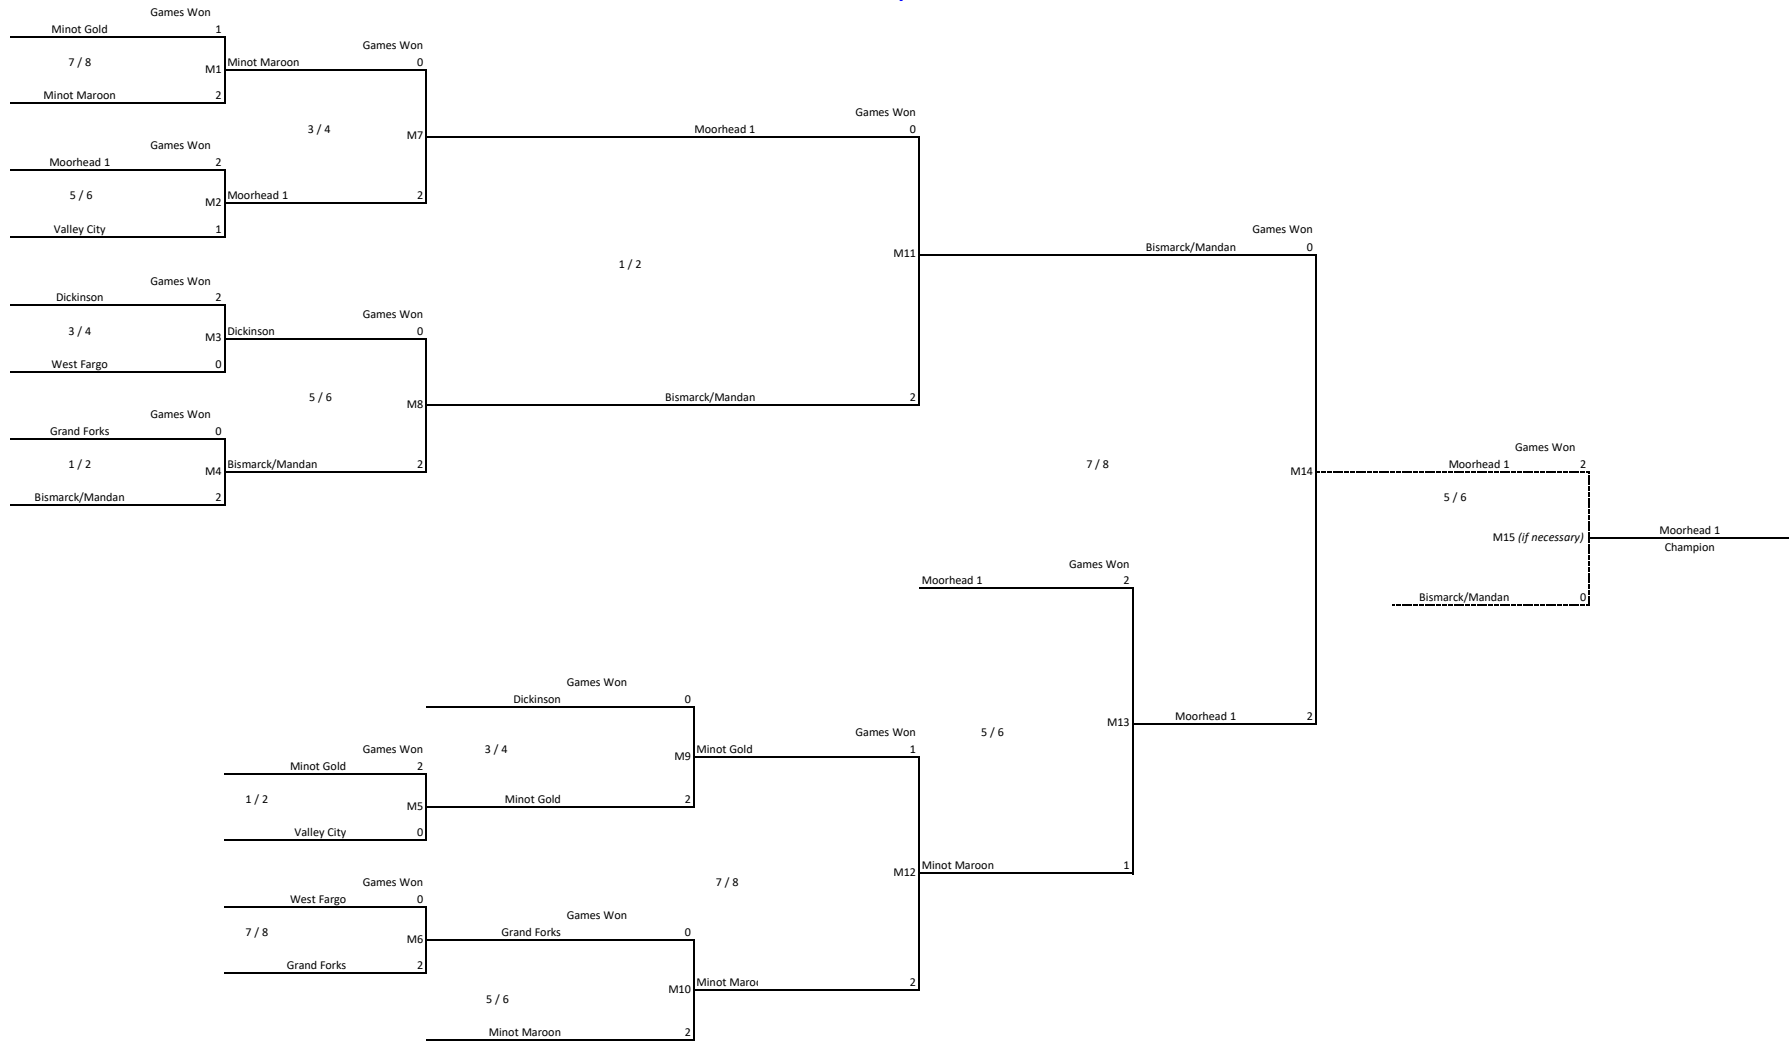 Games Won
Minot Gold 1
7 / 8
M1
Minot Maroon 2
Games Won
Minot Maroon 0
3 / 4
M7
Games Won
Moorhead 1 2
5 / 6
M2
Valley City 1
Moorhead 1 2
Games Won
Moorhead 1 0
1 / 2
M11
Games Won
Dickinson 2
3 / 4
M3
West Fargo 0
Games Won
Dickinson 0
5 / 6
M8
Games Won
Grand Forks 0
1 / 2
M4
Bismarck/Mandan 2
Bismarck/Mandan 2
Bismarck/Mandan 2
Games Won
Bismarck/Mandan 0
7 / 8
M14
Games Won
Moorhead 1 2
5 / 6
M15 (if necessary)
Moorhead 1
Champion
Bismarck/Mandan 0
Games Won
Moorhead 1 2
5 / 6
M13
Moorhead 1 2
Games Won
Dickinson 0
3 / 4
M9
Games Won
Minot Gold 2
1 / 2
M5
Valley City 0
Minot Gold 2
Games Won
Minot Gold 1
7 / 8
M12
Minot Maroon 1
Games Won
West Fargo 0
7 / 8
M6
Grand Forks 2
Games Won
Grand Forks 0
5 / 6
M10
Minot Maroon 2
Minot Maro 2